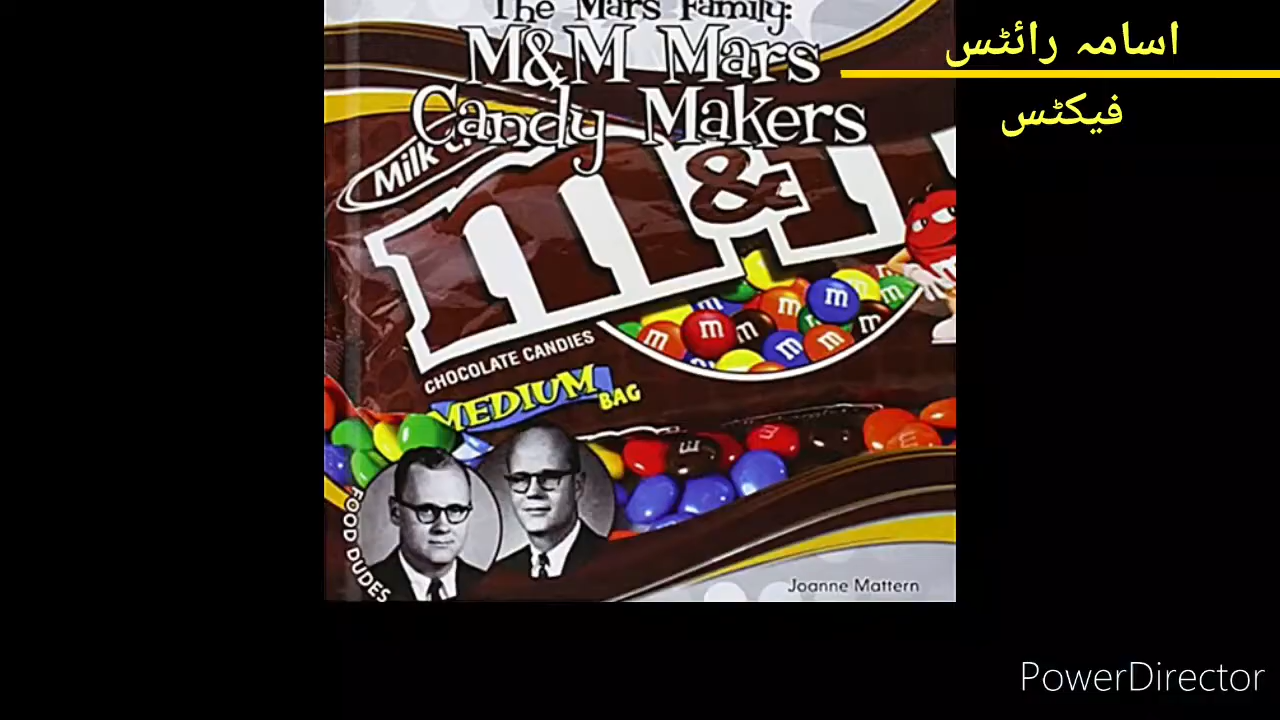 The Mars Family:
M&M Mars
Candy Makers
اسامہ رائٹس
فیکٹس
Milk
m&m
CHOCOLATE CANDIES
MEDIUM
BAG
m
m
m
m
m
m
m
m
FOOD DUDES
Joanne Mattern
PowerDirector